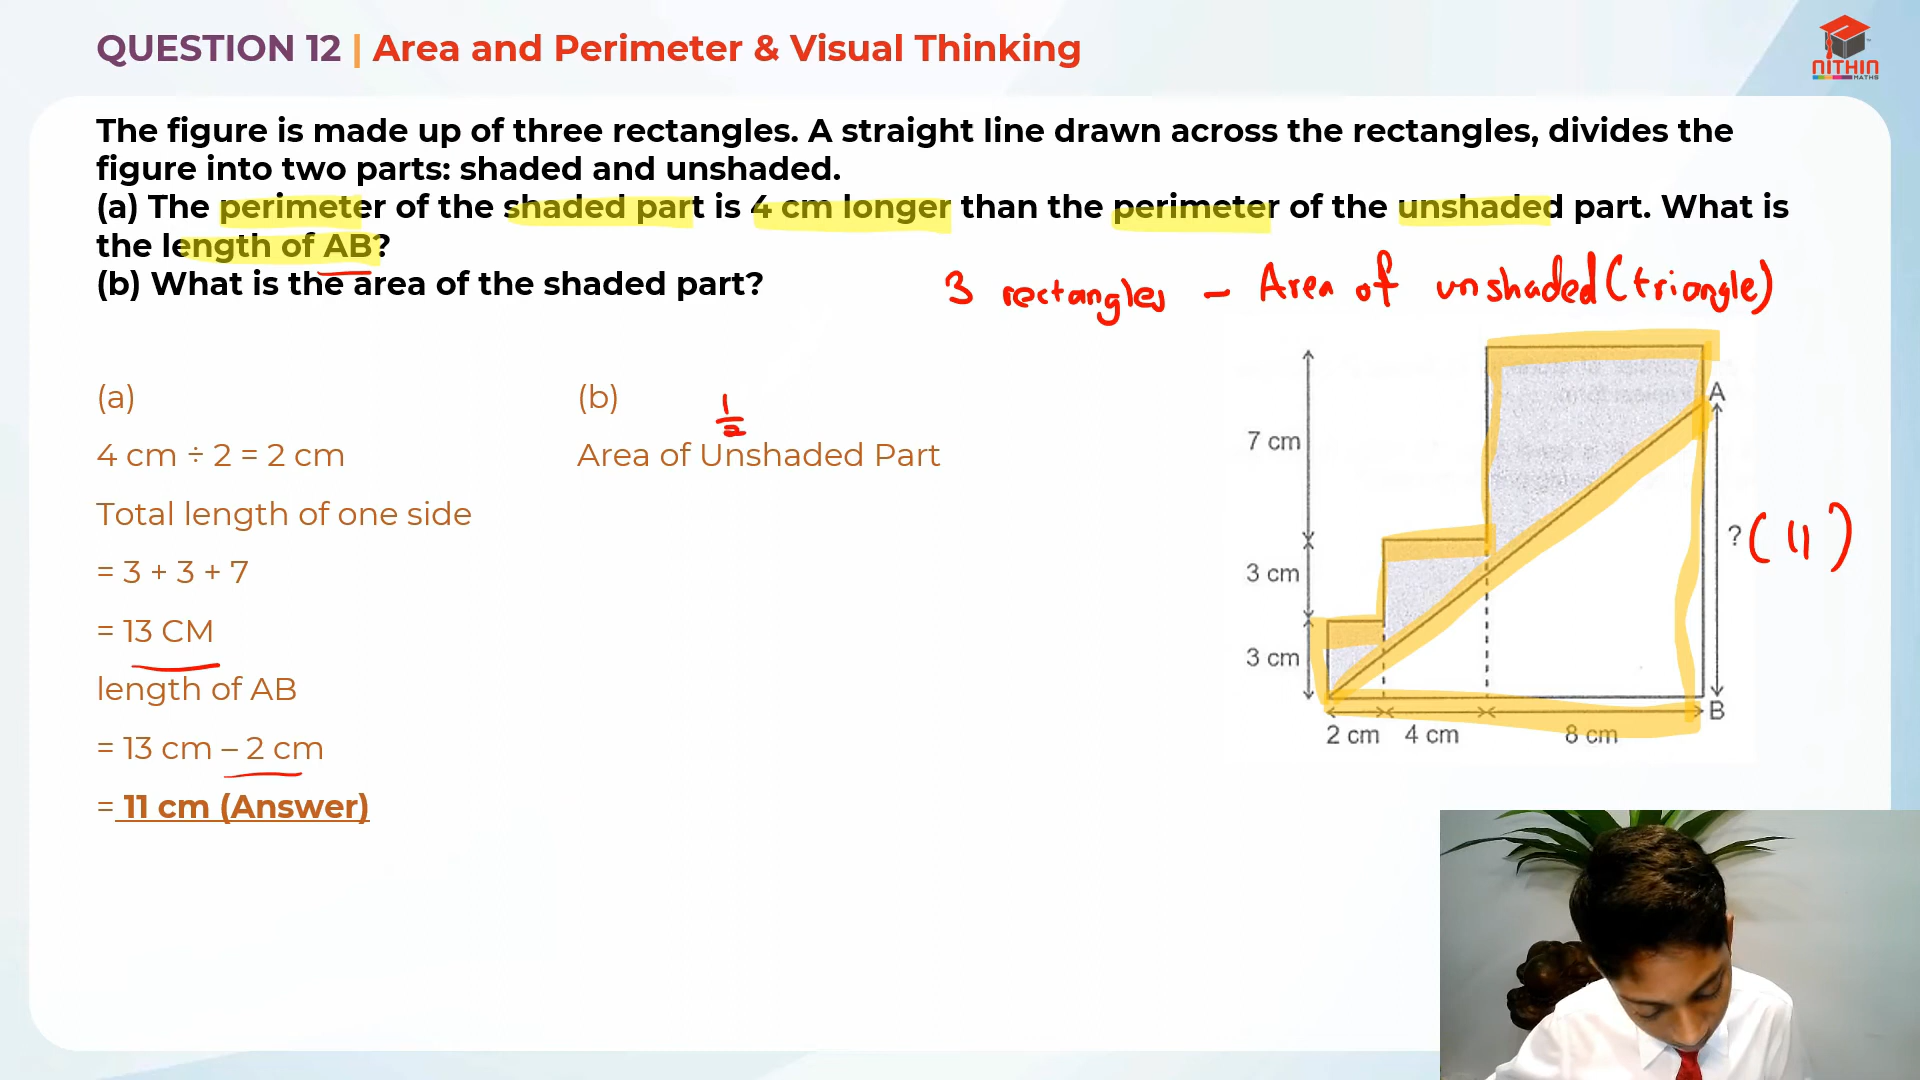 QUESTION 12 | Area and Perimeter & Visual Thinking
NITHIN
MATHS
The figure is made up of three rectangles. A straight line drawn across the rectangles, divides the
figure into two parts: shaded and unshaded.
(a) The perimeter of the shaded part is 4 cm longer than the perimeter of the unshaded part. What is
the length of AB?
(b) What is the area of the shaded part?
3 rectangles – Area of unshaded (triangle)
(a)
4 cm ÷ 2 = 2 cm
Total length of one side
= 3 + 3 + 7
= 13 CM
length of AB
= 13 cm – 2 cm
= 11 cm (Answer)
(b)
1/2
Area of Unshaded Part
A
7 cm
? (11)
3 cm
3 cm
B
2 cm 4 cm 8 cm